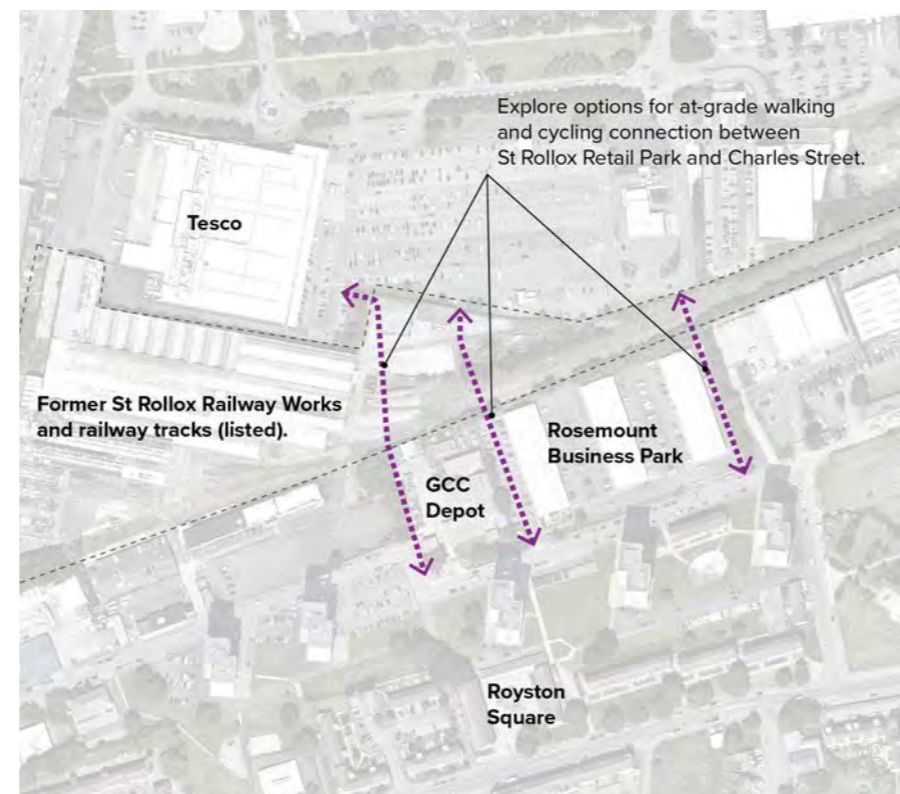 Explore options for at-grade walking
and cycling connection between
St Rollox Retail Park and Charles Street.
Tesco
Former St Rollox Railway Works
and railway tracks (listed).
Rosemount
Business Park
GCC
Depot
Royston
Square